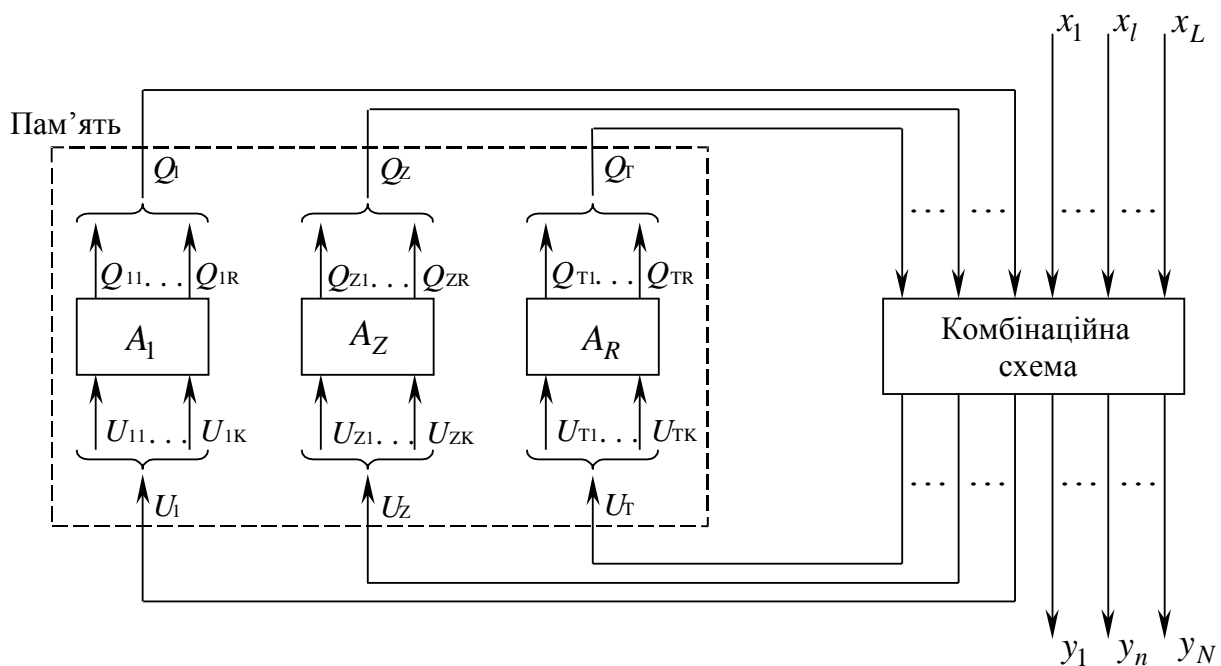 x1 xl xL
Пам’ять
Q1 QZ QT
... ... ... ...
Q11... Q1R QZ1... QZR QT1... QTR
A1 AZ AR
Комбінаційна
схема
U11... U1K UZ1... UZK UT1... UTK
... ... ... ...
U1 UZ UT
y1 yn yN